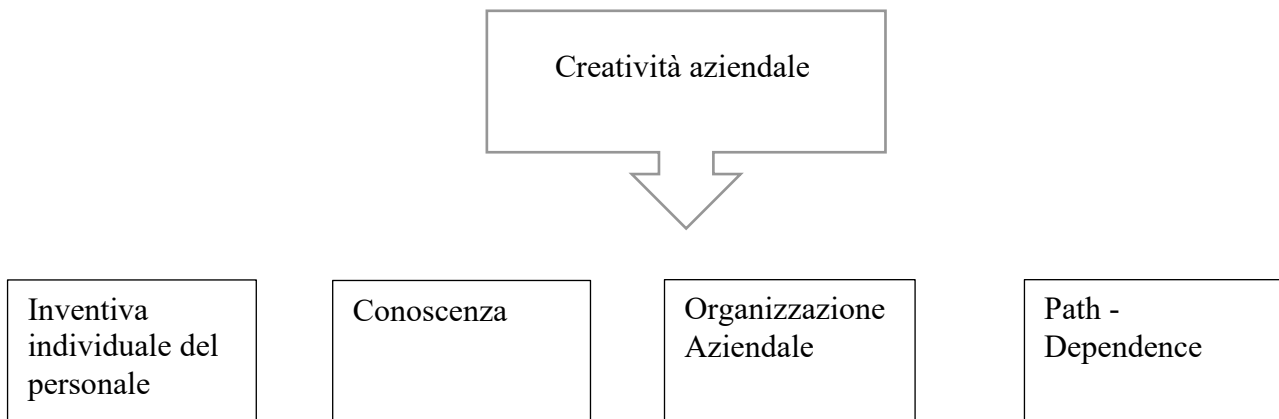 Creatività aziendale
Inventiva
individuale del
personale
Conoscenza
Organizzazione
Aziendale
Path -
Dependence